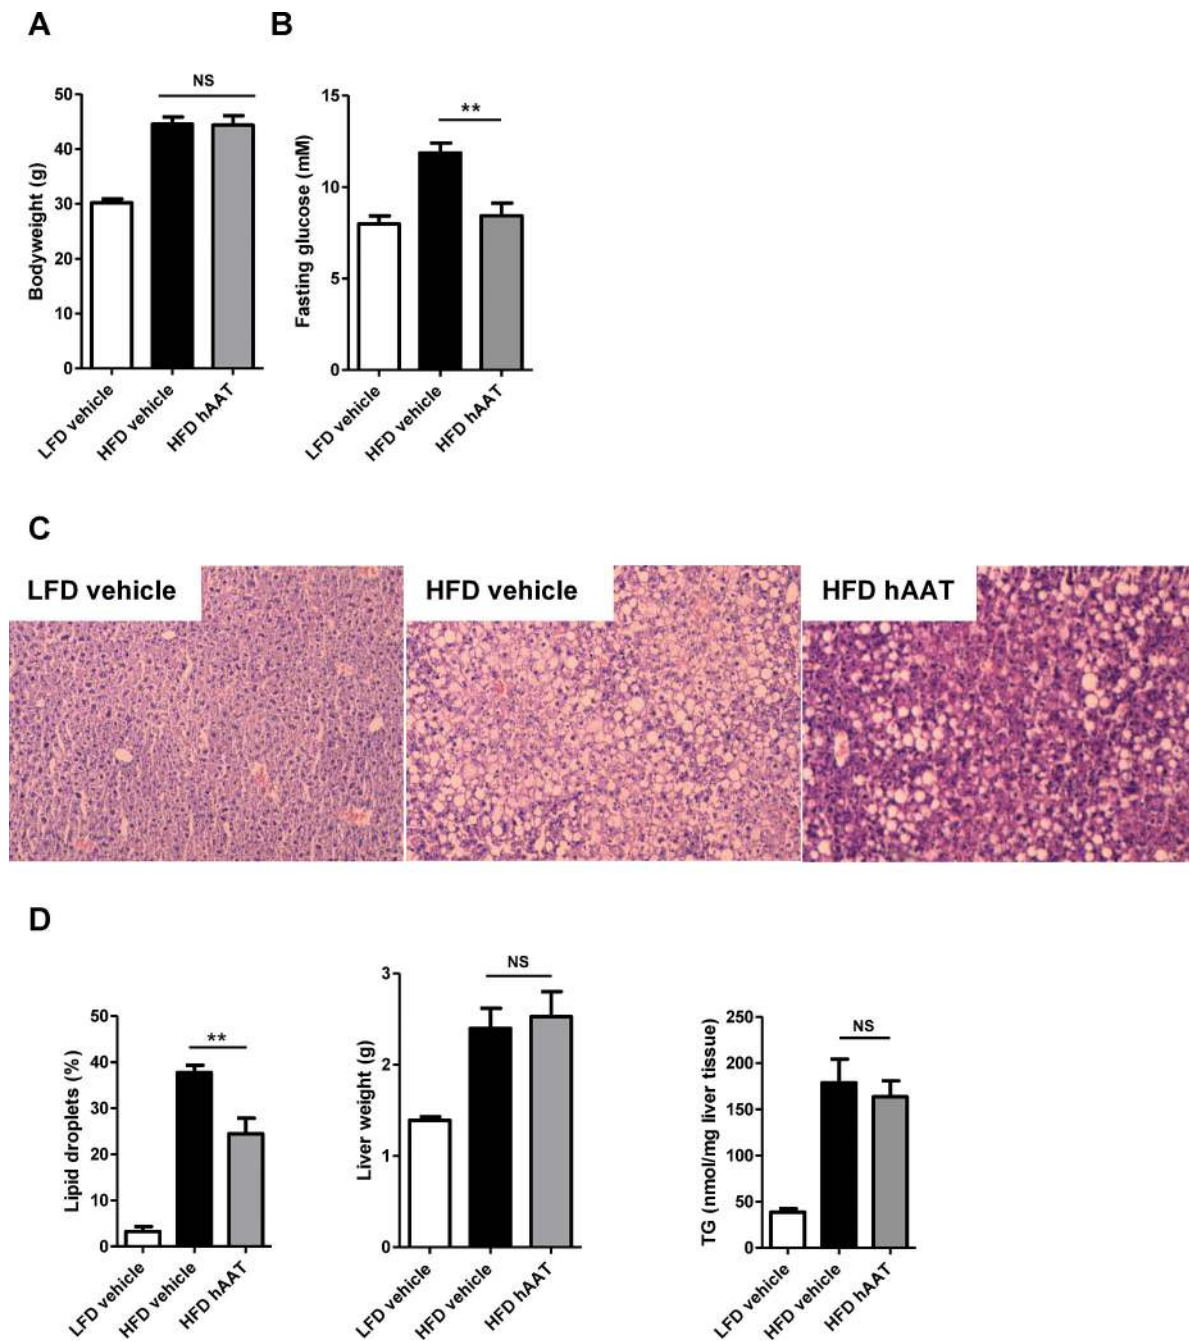 A
B
NS
50
40
30
20
10
0
Bodyweight (g)
LFD vehicle
HFD vehicle
HFD hAAT
**
15
10
5
0
Fasting glucose (mM)
LFD vehicle
HFD vehicle
HFD hAAT
C
LFD vehicle
HFD vehicle
HFD hAAT
D
**
50
40
30
20
10
0
Lipid droplets (%)
LFD vehicle
HFD vehicle
HFD hAAT
NS
3
2
1
0
Liver weight (g)
LFD vehicle
HFD vehicle
HFD hAAT
NS
250
200
150
100
50
0
TG (nmol/mg liver tissue)
LFD vehicle
HFD vehicle
HFD hAAT